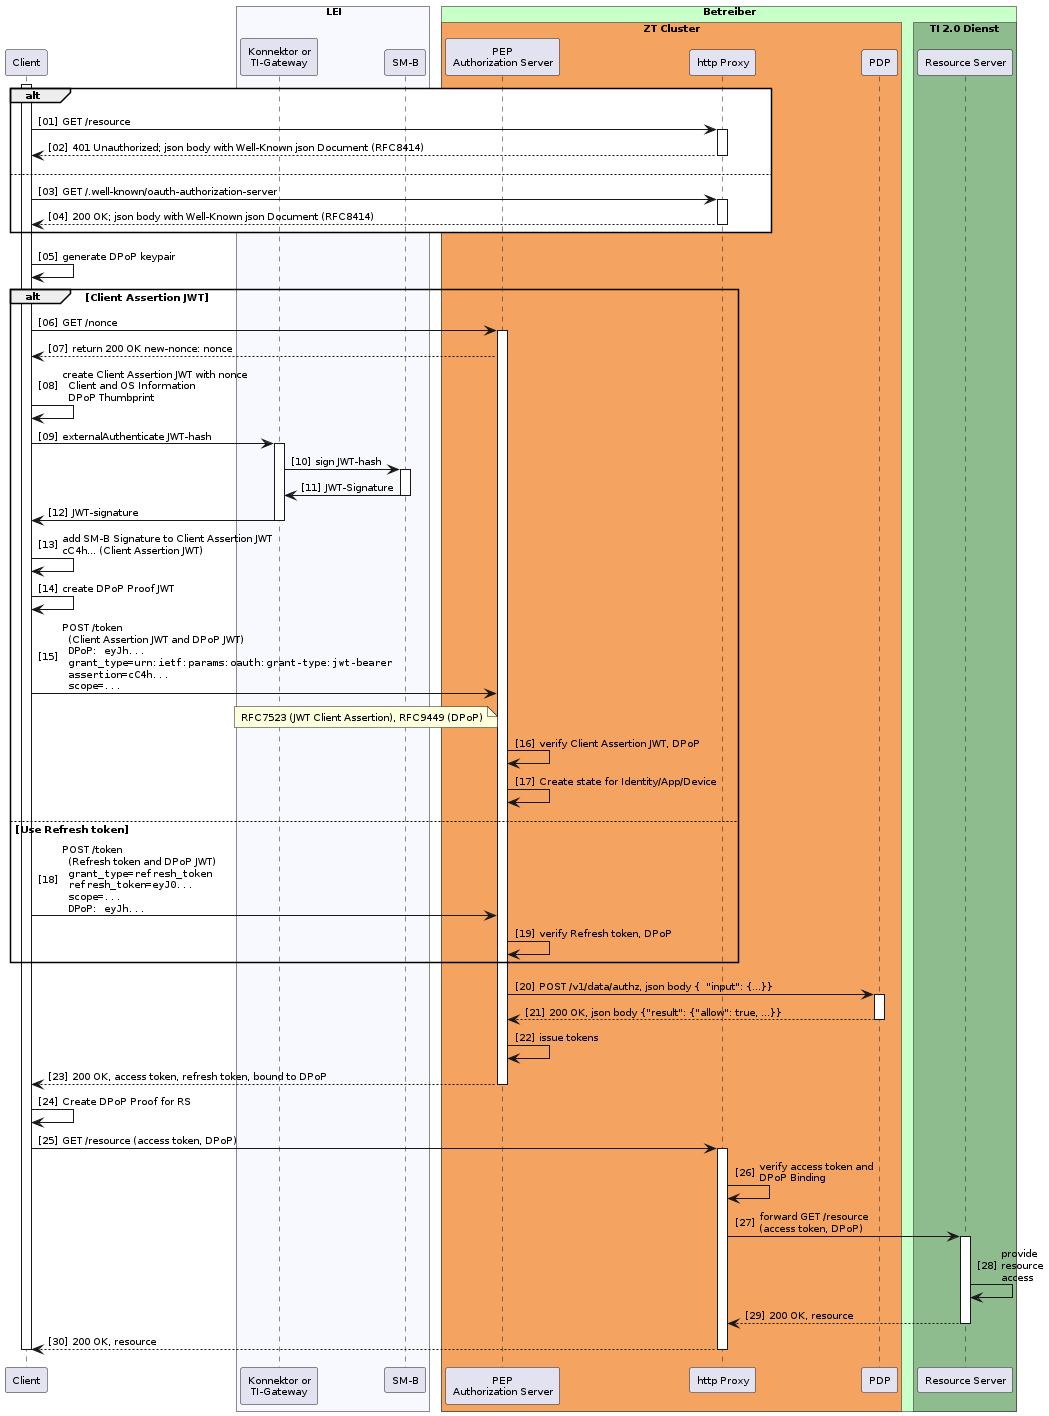 LEI
Betreiber
ZT Cluster
TI 2.0 Dienst
Client
Konnektor or
TI-Gateway
SM-B
PEP
Authorization Server
http Proxy
PDP
Resource Server
alt
[01] GET /resource
[02] 401 Unauthorized; json body with Well-Known json Document (RFC8414)
[03] GET /.well-known/oauth-authorization-server
[04] 200 OK; json body with Well-Known json Document (RFC8414)
[05] generate DPoP keypair
alt [Client Assertion JWT]
[06] GET /nonce
[07] return 200 OK new-nonce: nonce
create Client Assertion JWT with nonce
[08] Client and OS Information
DPoP Thumbprint
[09] externalAuthenticate JWT-hash
[10] sign JWT-hash
[11] JWT-Signature
[12] JWT-signature
[13] add SM-B Signature to Client Assertion JWT
cC4h... (Client Assertion JWT)
[14] create DPoP Proof JWT
POST /token
(Client Assertion JWT and DPoP JWT)
DPoP: eyJh...
[15] grant_type=urn:ietf:params:oauth:grant-type:jwt-bearer
assertion=cC4h...
scope=...
RFC7523 (JWT Client Assertion), RFC9449 (DPoP)
[16] verify Client Assertion JWT, DPoP
[17] Create state for Identity/App/Device
[Use Refresh token]
POST /token
(Refresh token and DPoP JWT)
grant_type=refresh_token
[18] refresh_token=eyJ0...
scope=...
DPoP: eyJh...
[19] verify Refresh token, DPoP
[20] POST /v1/data/authz, json body { "input": {...}}
[21] 200 OK, json body {"result": {"allow": true, ...}}
[22] issue tokens
[23] 200 OK, access token, refresh token, bound to DPoP
[24] Create DPoP Proof for RS
[25] GET /resource (access token, DPoP)
[26] verify access token and
DPoP Binding
[27] forward GET /resource
(access token, DPoP)
provide
[28] resource
access
[29] 200 OK, resource
[30] 200 OK, resource
Client
Konnektor or
TI-Gateway
SM-B
PEP
Authorization Server
http Proxy
PDP
Resource Server